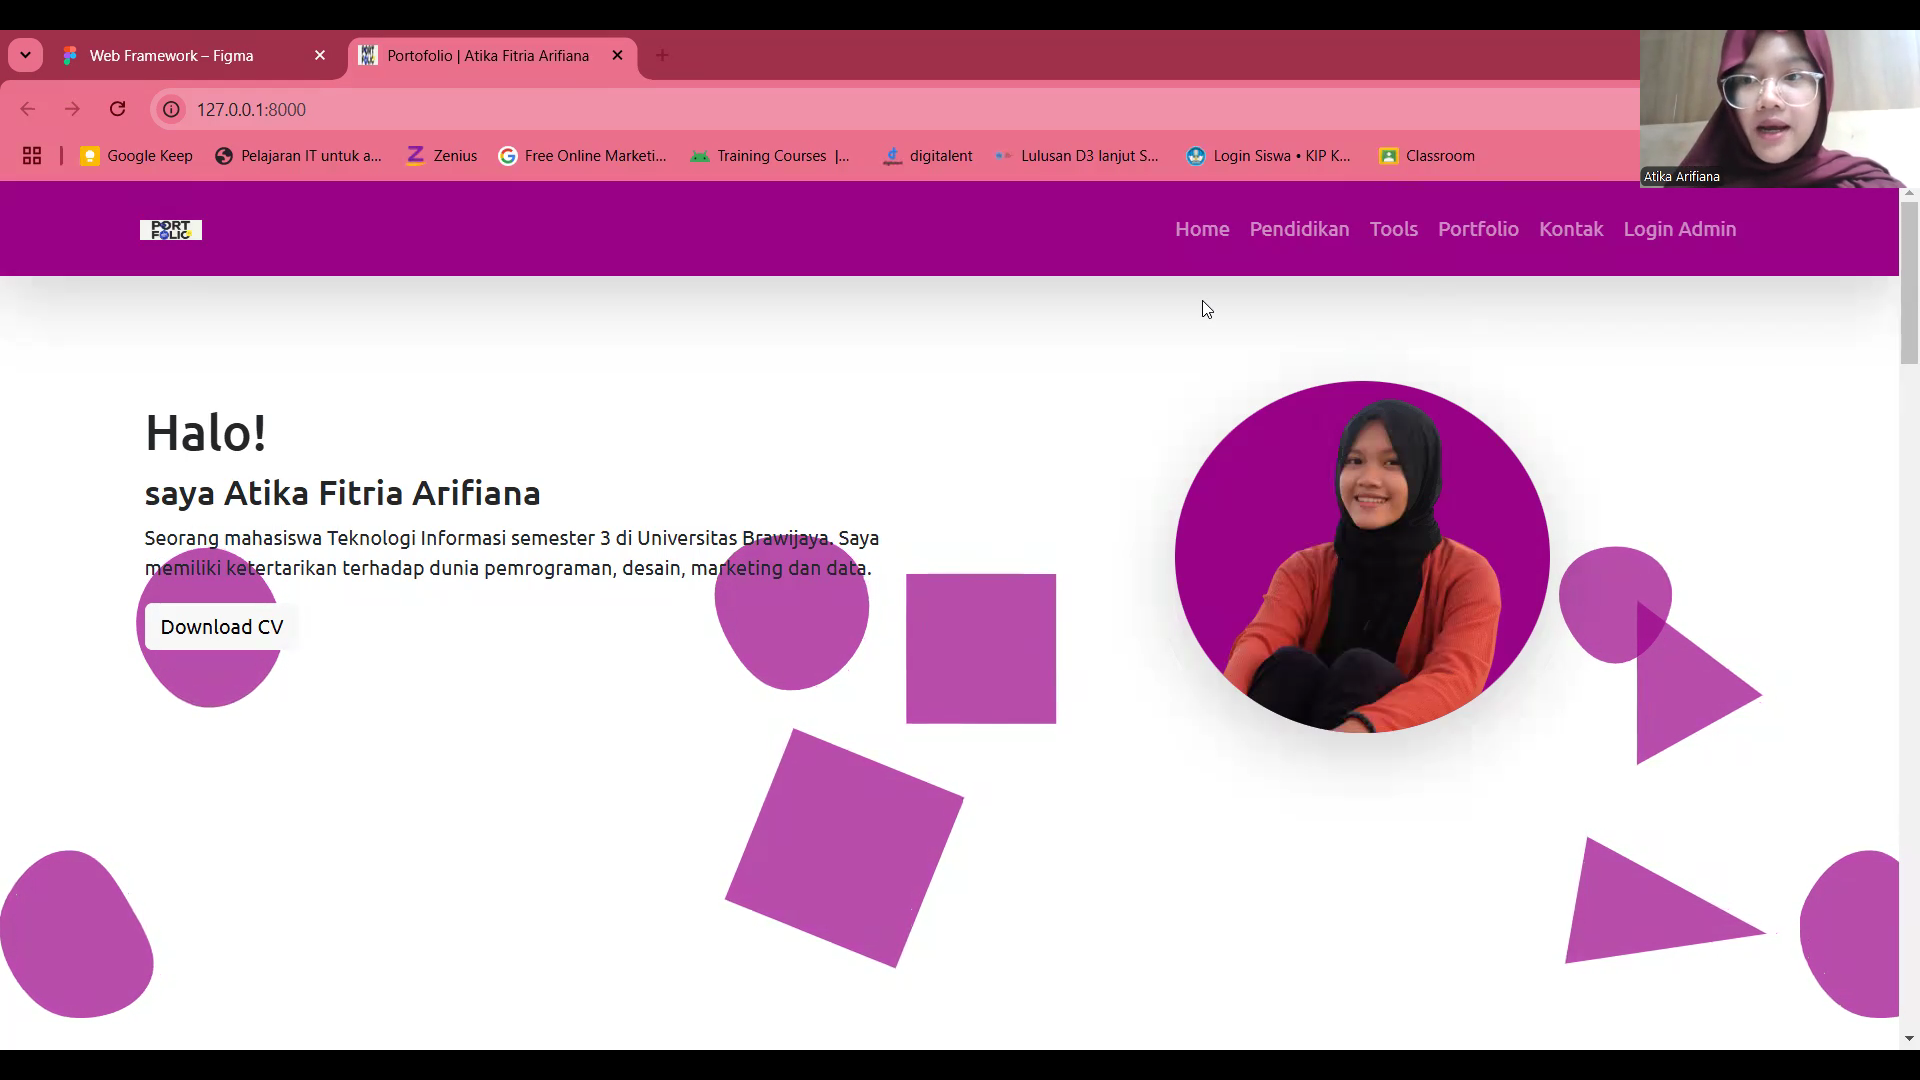 Web Framework – Figma
Portofolio | Atika Fitria Arifiana
127.0.0.1:8000
Google Keep
Pelajaran IT untuk a...
Zenius
Free Online Marketi...
Training Courses |...
digitalent
Lulusan D3 lanjut S...
Login Siswa • KIP K...
Classroom
Atika Arifiana
PORT
FOLIO
Home
Pendidikan
Tools
Portfolio
Kontak
Login Admin
Halo!
saya Atika Fitria Arifiana
Seorang mahasiswa Teknologi Informasi semester 3 di Universitas Brawijaya. Saya
memiliki ketertarikan terhadap dunia pemrograman, desain, marketing dan data.
Download CV